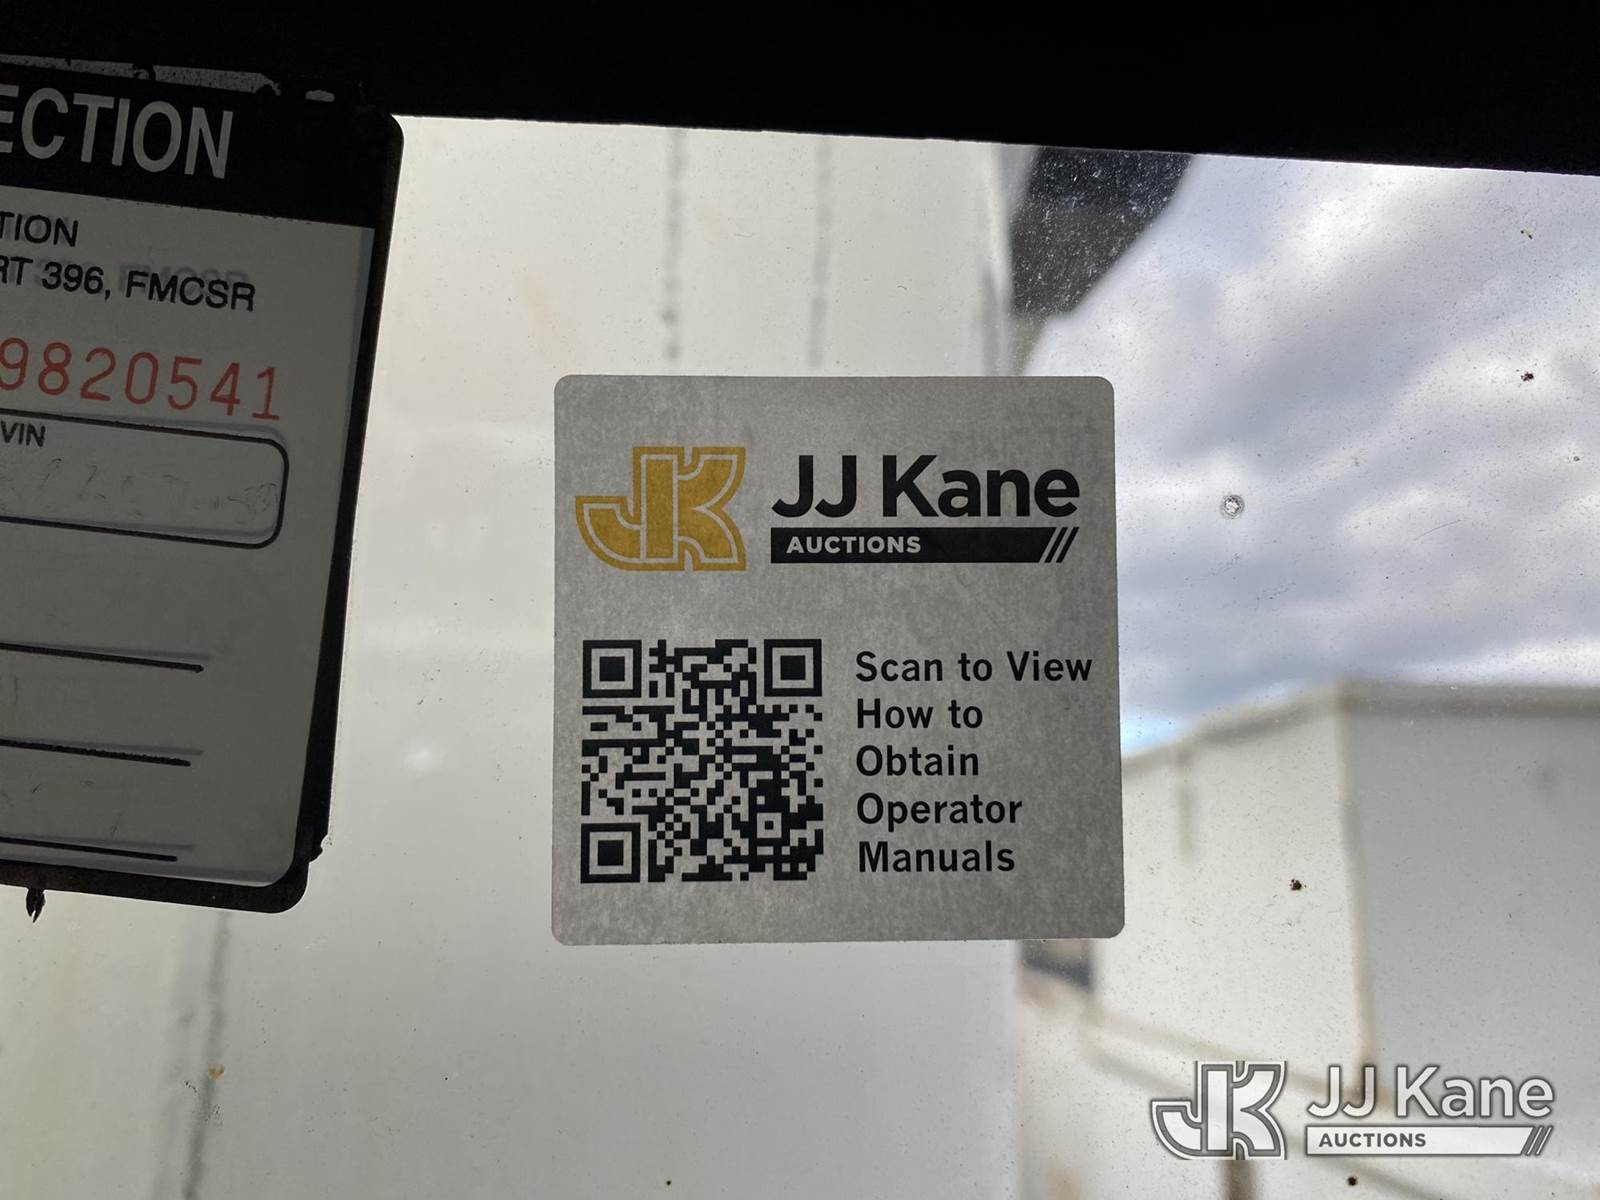 ECTION
TION
RT 396, FMCSR
9820541
VIN
JJ Kane
AUCTIONS
Scan to View
How to
Obtain
Operator
Manuals
JJ Kane
AUCTIONS